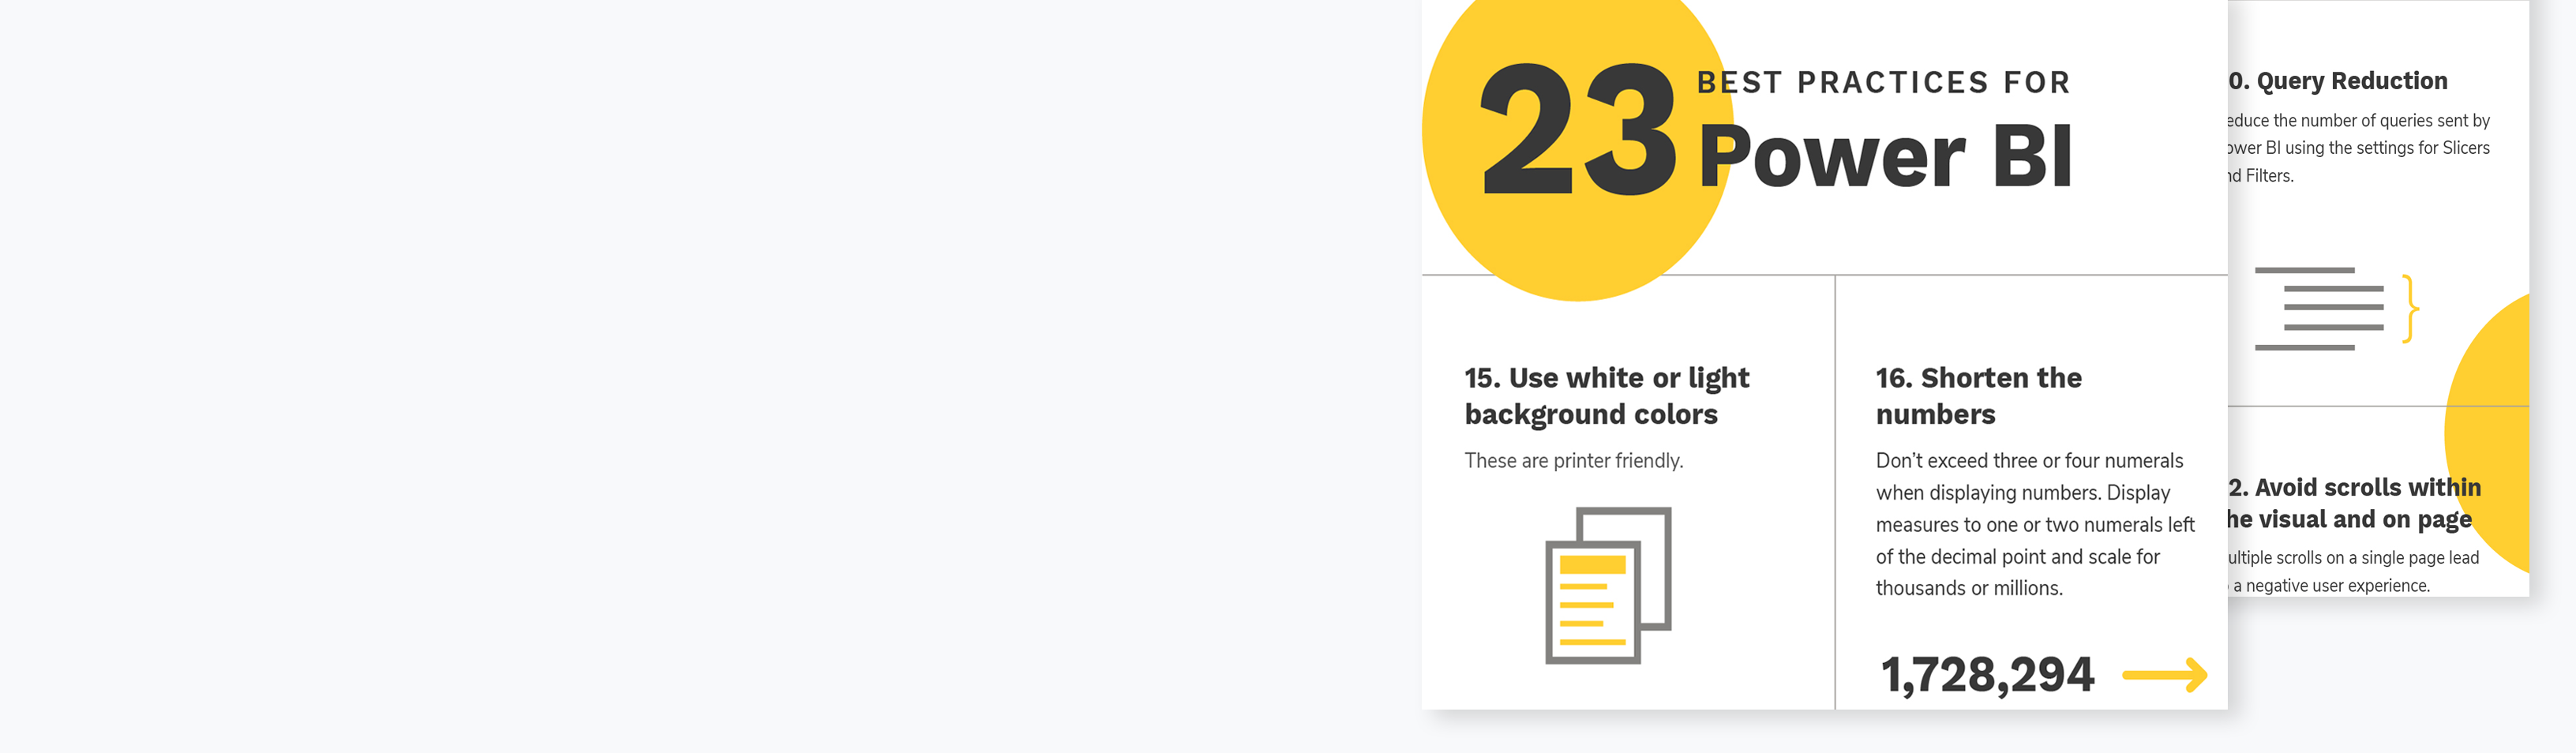 23
BEST PRACTICES FOR
Power BI
15. Use white or light
background colors
These are printer friendly.
16. Shorten the
numbers
Don’t exceed three or four numerals
when displaying numbers. Display
measures to one or two numerals left
of the decimal point and scale for
thousands or millions.
1,728,294
0. Query Reduction
educe the number of queries sent by
ower BI using the settings for Slicers
nd Filters.
2. Avoid scrolls within
he visual and on page
ultiple scrolls on a single page lead
a negative user experience.